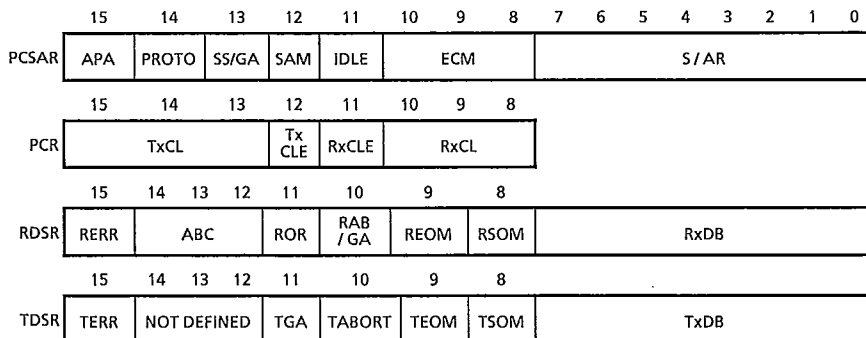 15 14 13 12 11 10 9 8 7 6 5 4 3 2 1 0
PCSAR APA PROTO SS/GA SAM IDLE ECM S / AR
15 14 13 12 11 10 9 8
PCR TxCL Tx CLE RxCLE RxCL
15 14 13 12 11 10 9 8
RDSR RERR ABC ROR RAB / GA REOM RSOM RxDB
15 14 13 12 11 10 9 8
TDSR TERR NOT DEFINED TGA TABORT TEOM TSOM TxDB